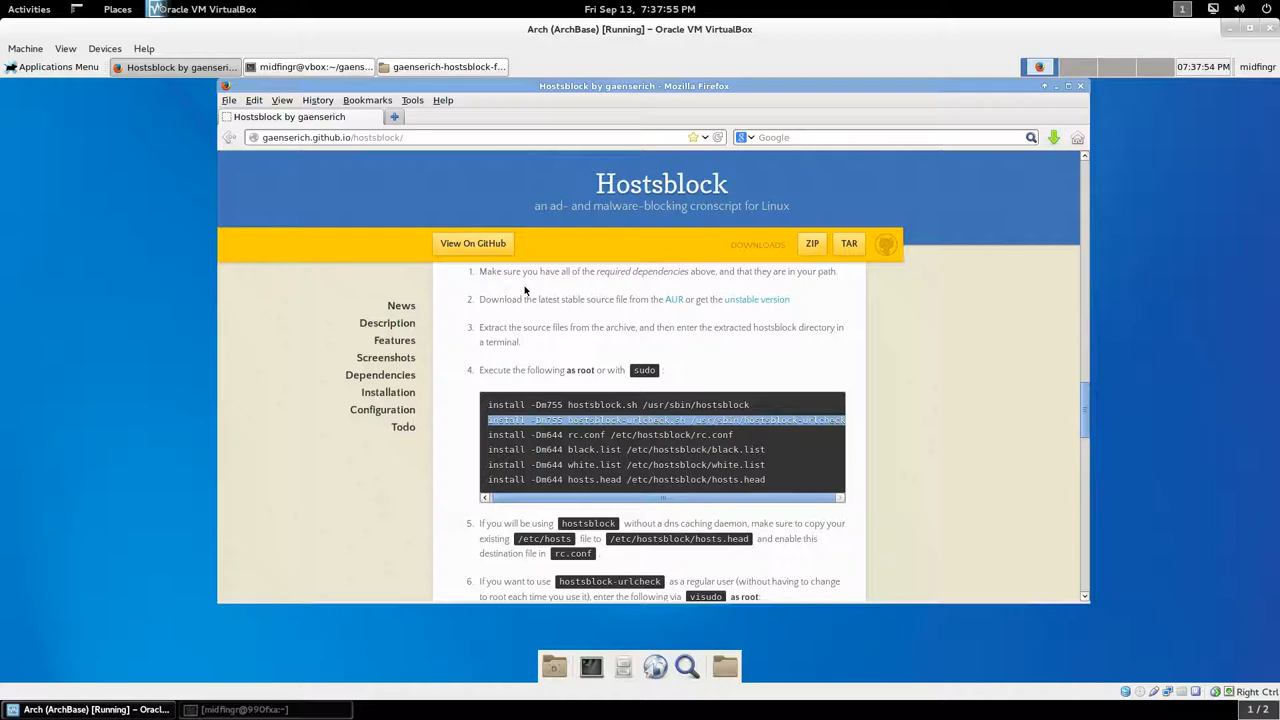 Activities Places Oracle VM VirtualBox Fri Sep 13, 7:37:55 PM 1
Arch (ArchBase) [Running] – Oracle VM VirtualBox
Machine View Devices Help
Applications Menu Hostsblock by gaenseri... midfingr@vbox:~/gaens... gaenserich-hostsblock-f... 07:37:54 PM midfingr
Hostsblock by gaenserich - Mozilla Firefox
File Edit View History Bookmarks Tools Help
Hostsblock by gaenserich
gaenserich.github.io/hostsblock/ Google
Hostsblock
an ad- and malware-blocking cronscript for Linux
View On GitHub DOWNLOADS ZIP TAR
News
Description
Features
Screenshots
Dependencies
Installation
Configuration
Todo
1. Make sure you have all of the required dependencies above, and that they are in your path.
2. Download the latest stable source file from the AUR or get the unstable version
3. Extract the source files from the archive, and then enter the extracted hostsblock directory in
a terminal.
4. Execute the following as root or with sudo :
install -Dm755 hostsblock.sh /usr/sbin/hostsblock
install -Dm755 hostsblock-urlcheck.sh /usr/sbin/hostsblock-urlcheck
install -Dm644 rc.conf /etc/hostsblock/rc.conf
install -Dm644 black.list /etc/hostsblock/black.list
install -Dm644 white.list /etc/hostsblock/white.list
install -Dm644 hosts.head /etc/hostsblock/hosts.head
5. If you will be using hostsblock without a dns caching daemon, make sure to copy your
existing /etc/hosts file to /etc/hostsblock/hosts.head and enable this
destination file in rc.conf .
6. If you want to use hostsblock-urlcheck as a regular user (without having to change
to root each time you use it), enter the following via visudo as root:
Right Ctrl
Arch (ArchBase) [Running] – Oracl... [midfingr@990fxa:~] 1 / 2